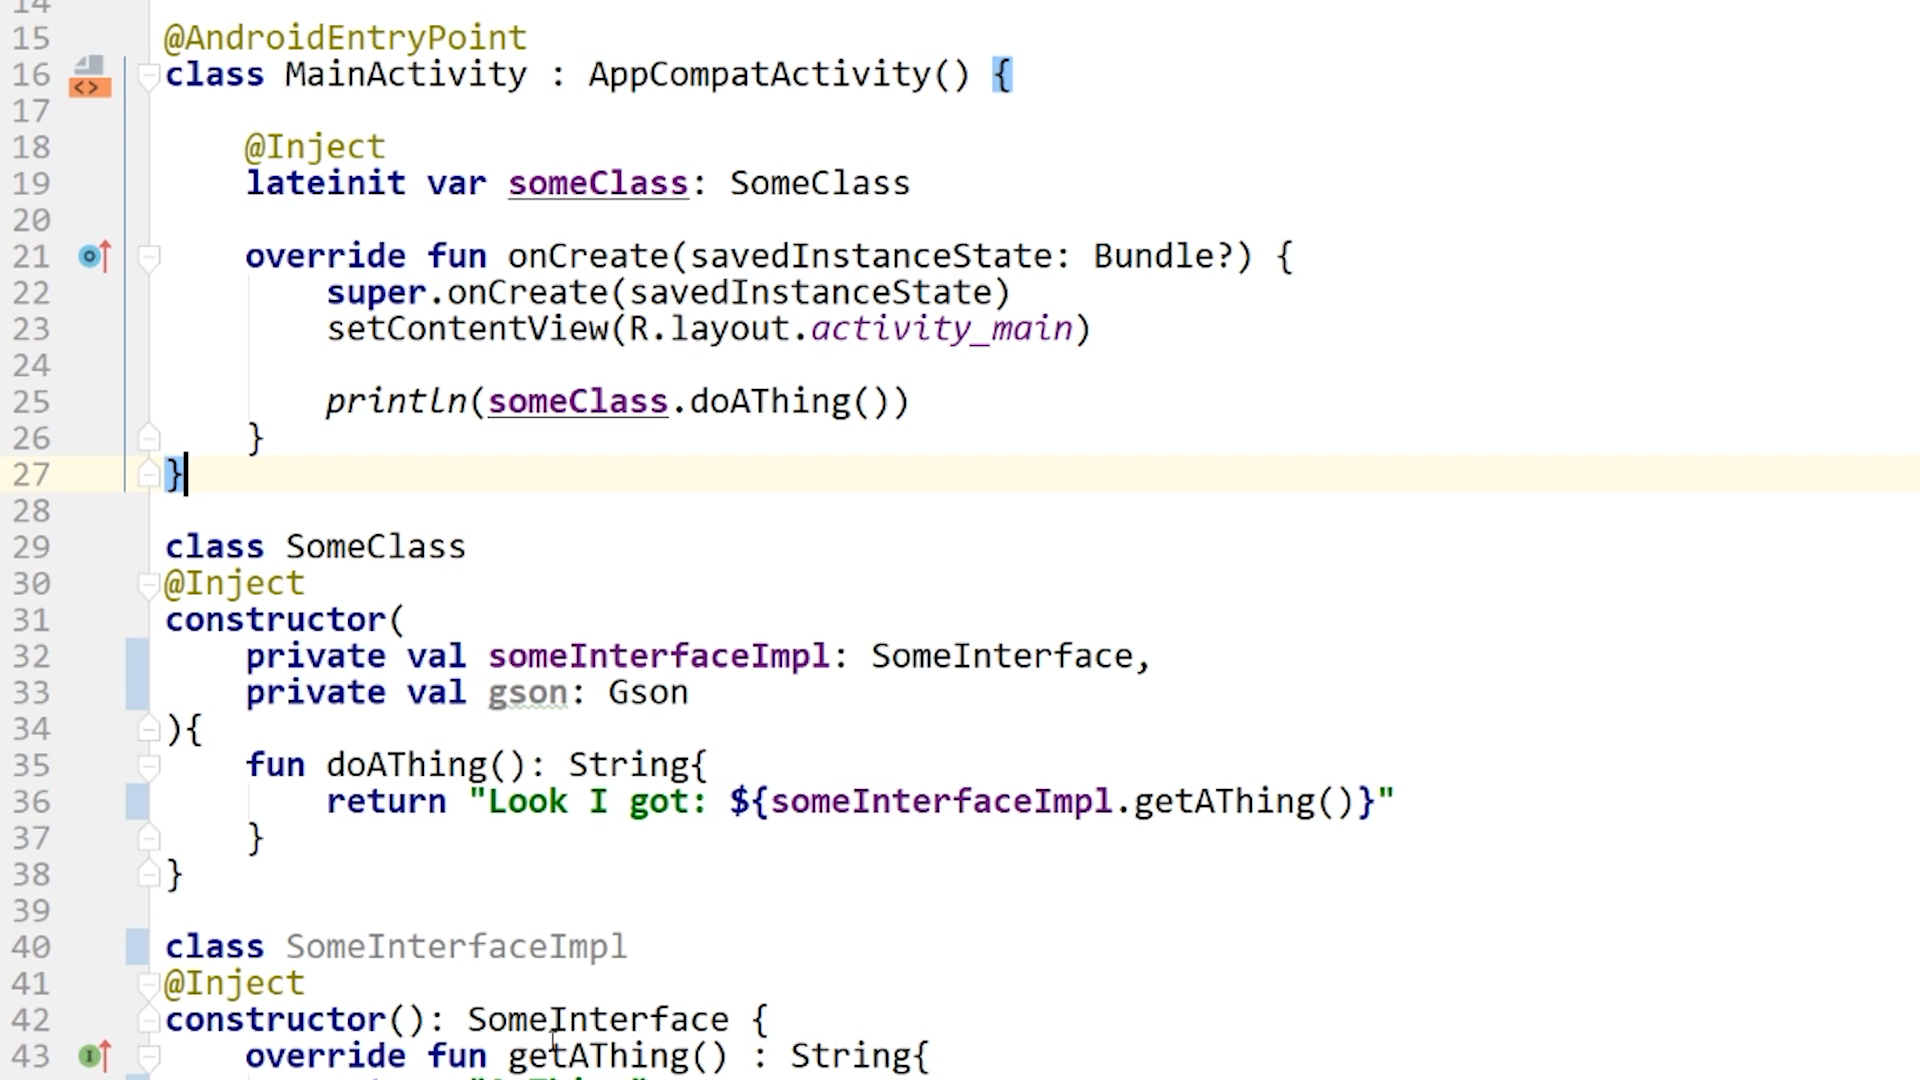 14
15 @AndroidEntryPoint
16 <> class MainActivity : AppCompatActivity() {
17
18 @Inject
19 lateinit var someClass: SomeClass
20
21 override fun onCreate(savedInstanceState: Bundle?) {
22 super.onCreate(savedInstanceState)
23 setContentView(R.layout.activity_main)
24
25 println(someClass.doAThing())
26 }
27 }
28
29 class SomeClass
30 @Inject
31 constructor(
32 private val someInterfaceImpl: SomeInterface,
33 private val gson: Gson
34 ){
35 fun doAThing(): String{
36 return "Look I got: ${someInterfaceImpl.getAThing()}"
37 }
38 }
39
40 class SomeInterfaceImpl
41 @Inject
42 constructor(): SomeInterface {
43 override fun getAThing() : String{